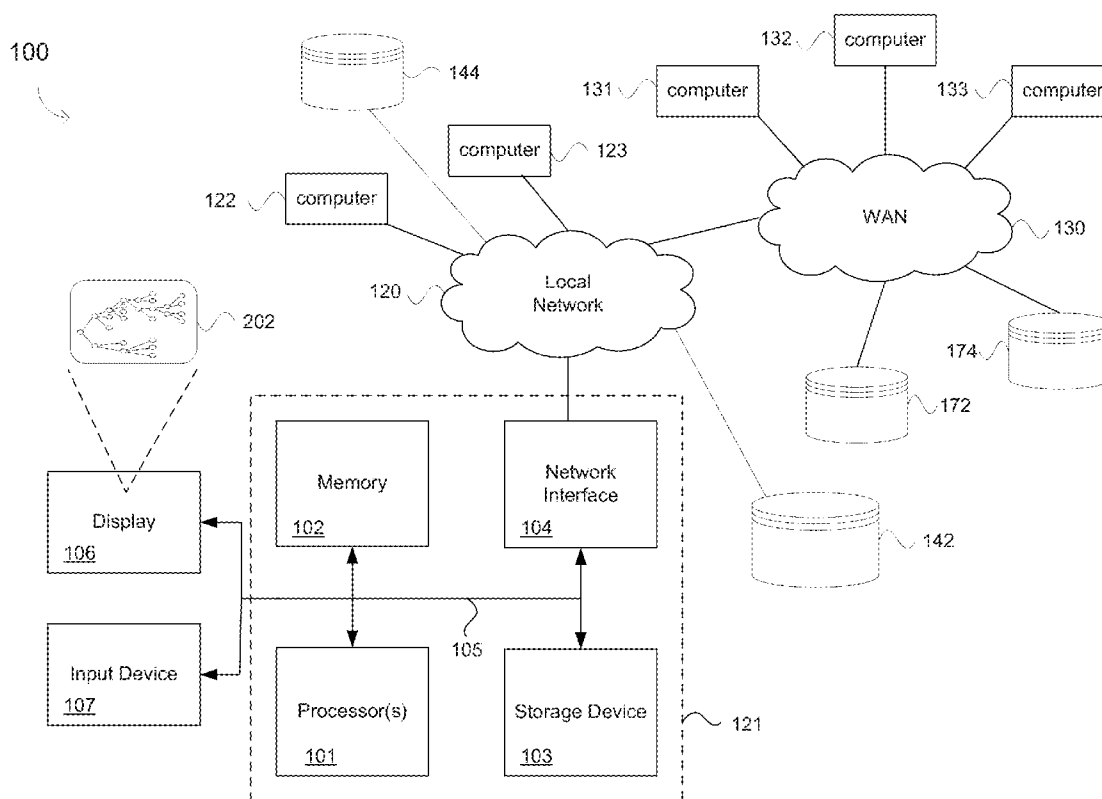 100
144
132
computer
131
computer
133
computer
computer
123
122
computer
WAN
130
120
Local
Network
202
174
172
Memory
102
Network
Interface
104
Display
106
142
105
Input Device
107
Processor(s)
101
Storage Device
103
121